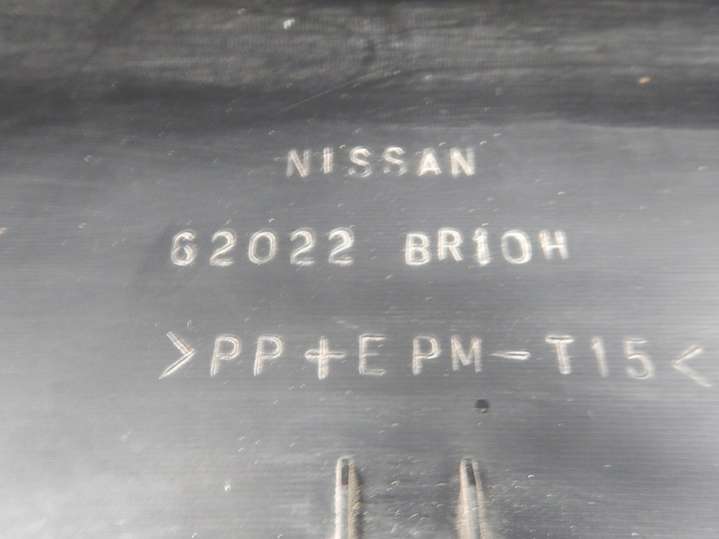 NISSAN
62022 BR10H
>PP+EPM-T15<